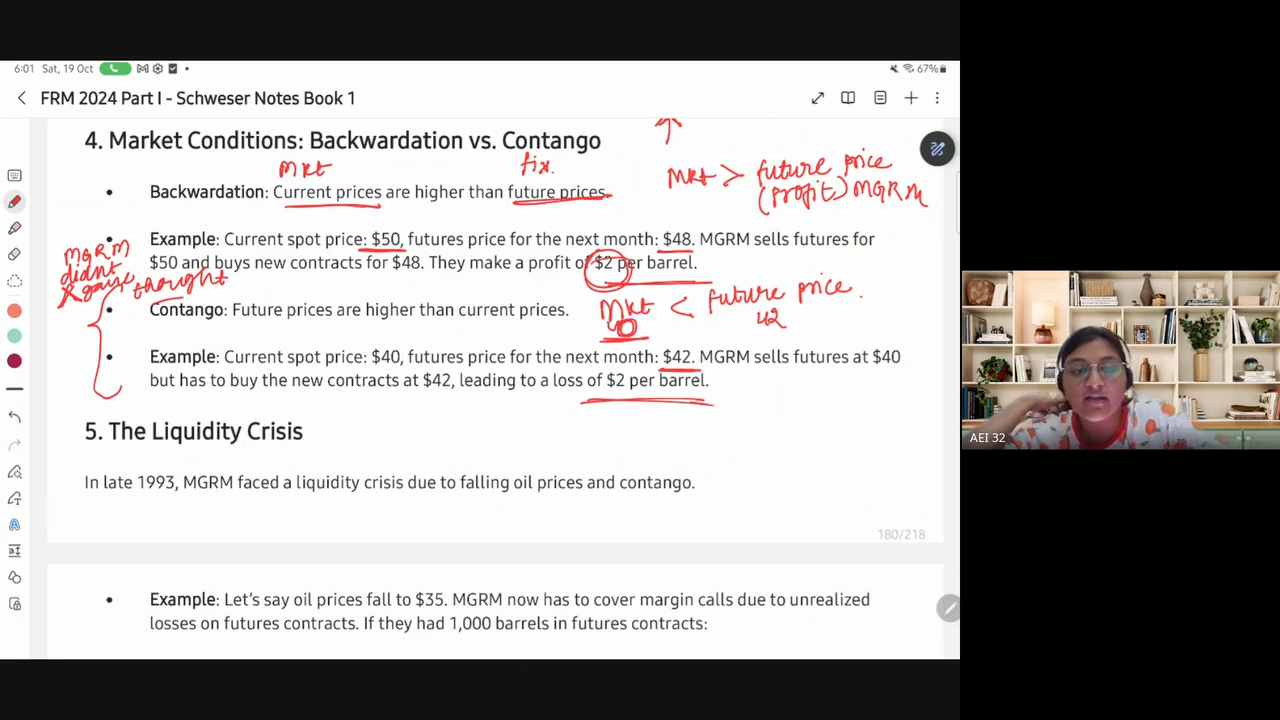 6:01 Sat, 19 Oct
67%
FRM 2024 Part I - Schweser Notes Book 1
4. Market Conditions: Backwardation vs. Contango
Mkt
fix.
Mkt > future price
(profit) MGRM
• Backwardation: Current prices are higher than future prices.
• Example: Current spot price: $50, futures price for the next month: $48. MGRM sells futures for
$50 and buys new contracts for $48. They make a profit of $2 per barrel.
MGRM
didnt
thought
Mkt < future price.
42
• Contango: Future prices are higher than current prices.
• Example: Current spot price: $40, futures price for the next month: $42. MGRM sells futures at $40
but has to buy the new contracts at $42, leading to a loss of $2 per barrel.
5. The Liquidity Crisis
In late 1993, MGRM faced a liquidity crisis due to falling oil prices and contango.
180/218
• Example: Let's say oil prices fall to $35. MGRM now has to cover margin calls due to unrealized
losses on futures contracts. If they had 1,000 barrels in futures contracts:
AEI 32